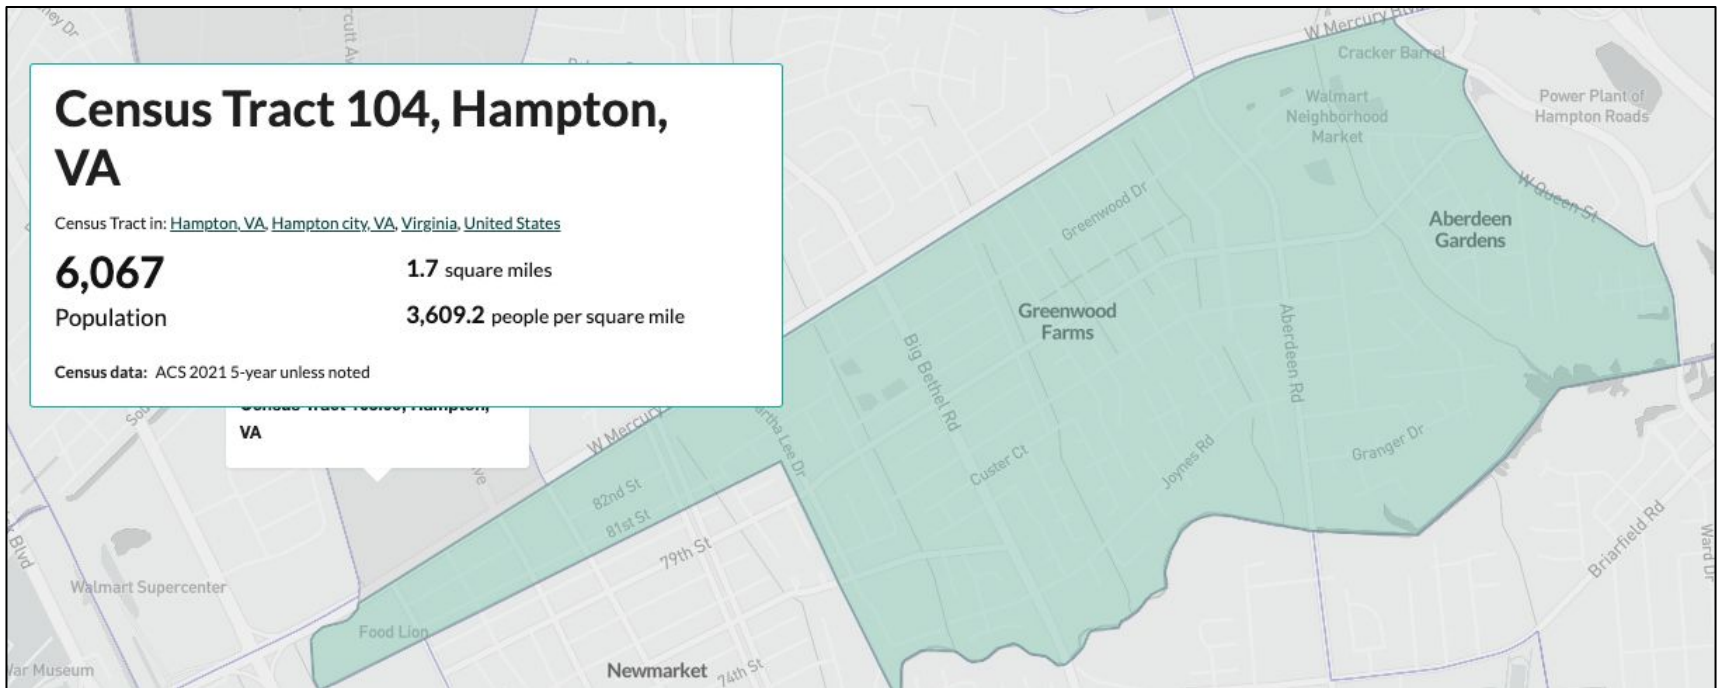 Census Tract 104, Hampton,
VA
Census Tract in: Hampton, VA, Hampton city, VA, Virginia, United States
6,067
Population
1.7 square miles
3,609.2 people per square mile
Census data: ACS 2021 5-year unless noted
VA
W Mercury Blvd
Cracker Barrel
Walmart
Neighborhood
Market
Power Plant of
Hampton Roads
W Queen St
Aberdeen
Gardens
Greenwood Dr
Greenwood
Farms
Big Bethel Rd
Aberdeen Rd
Custer Ct
Joynes Rd
Granger Dr
Briarfield Rd
W Mercury
82nd St
81st St
79th St
74th St
Blvd
Walmart Supercenter
Food Lion
Newmarket
Museum